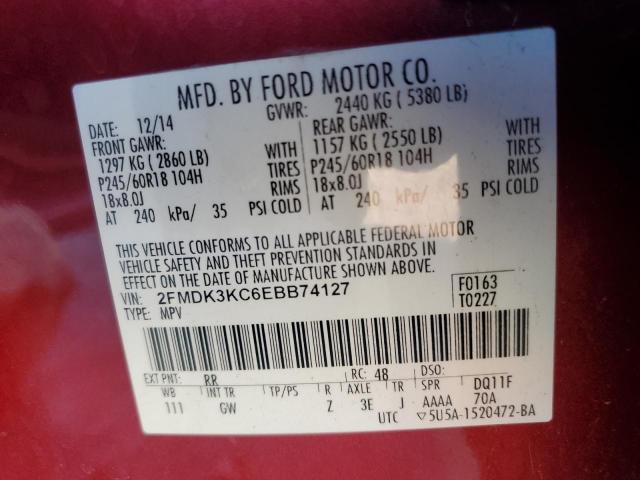 MFD. BY FORD MOTOR CO.
DATE: 12/14 GVWR: 2440 KG ( 5380 LB)
FRONT GAWR: REAR GAWR: WITH
1297 KG ( 2860 LB) WITH 1157 KG ( 2550 LB) TIRES
P245/60R18 104H TIRES P245/60R18 104H RIMS
18x8.0J RIMS 18x8.0J
AT 240 kPa/ 35 PSI COLD AT 240 kPa/ 35 PSI COLD
THIS VEHICLE CONFORMS TO ALL APPLICABLE FEDERAL MOTOR
VEHICLE SAFETY AND THEFT PREVENTION STANDARDS IN
EFFECT ON THE DATE OF MANUFACTURE SHOWN ABOVE.
VIN: 2FMDK3KC6EBB74127 F0163
TYPE: MPV T0227
EXT PNT: RR RC: 48 DSO:
WB INT TR TP/PS R AXLE TR SPR DQ11F
111 GW Z 3E J AAAA 70A
UTC ▽5U5A-1520472-BA